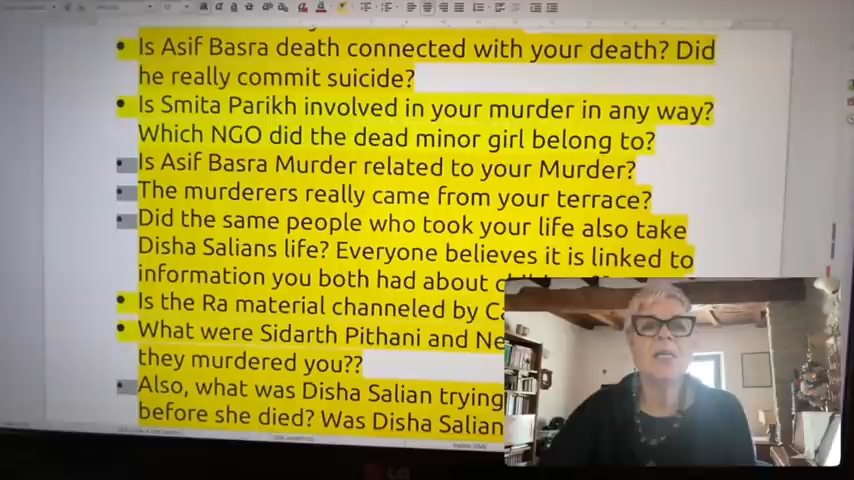 • Is Asif Basra death connected with your death? Did
he really commit suicide?
• Is Smita Parikh involved in your murder in any way?
Which NGO did the dead minor girl belong to?
• Is Asif Basra Murder related to your Murder?
• The murderers really came from your terrace?
• Did the same people who took your life also take
Disha Salians life? Everyone believes it is linked to
information you both had about
• Is the Ra material channeled by
• What were Sidarth Pithani and
they murdered you??
• Also, what was Disha Salian trying
before she died? Was Disha Salian